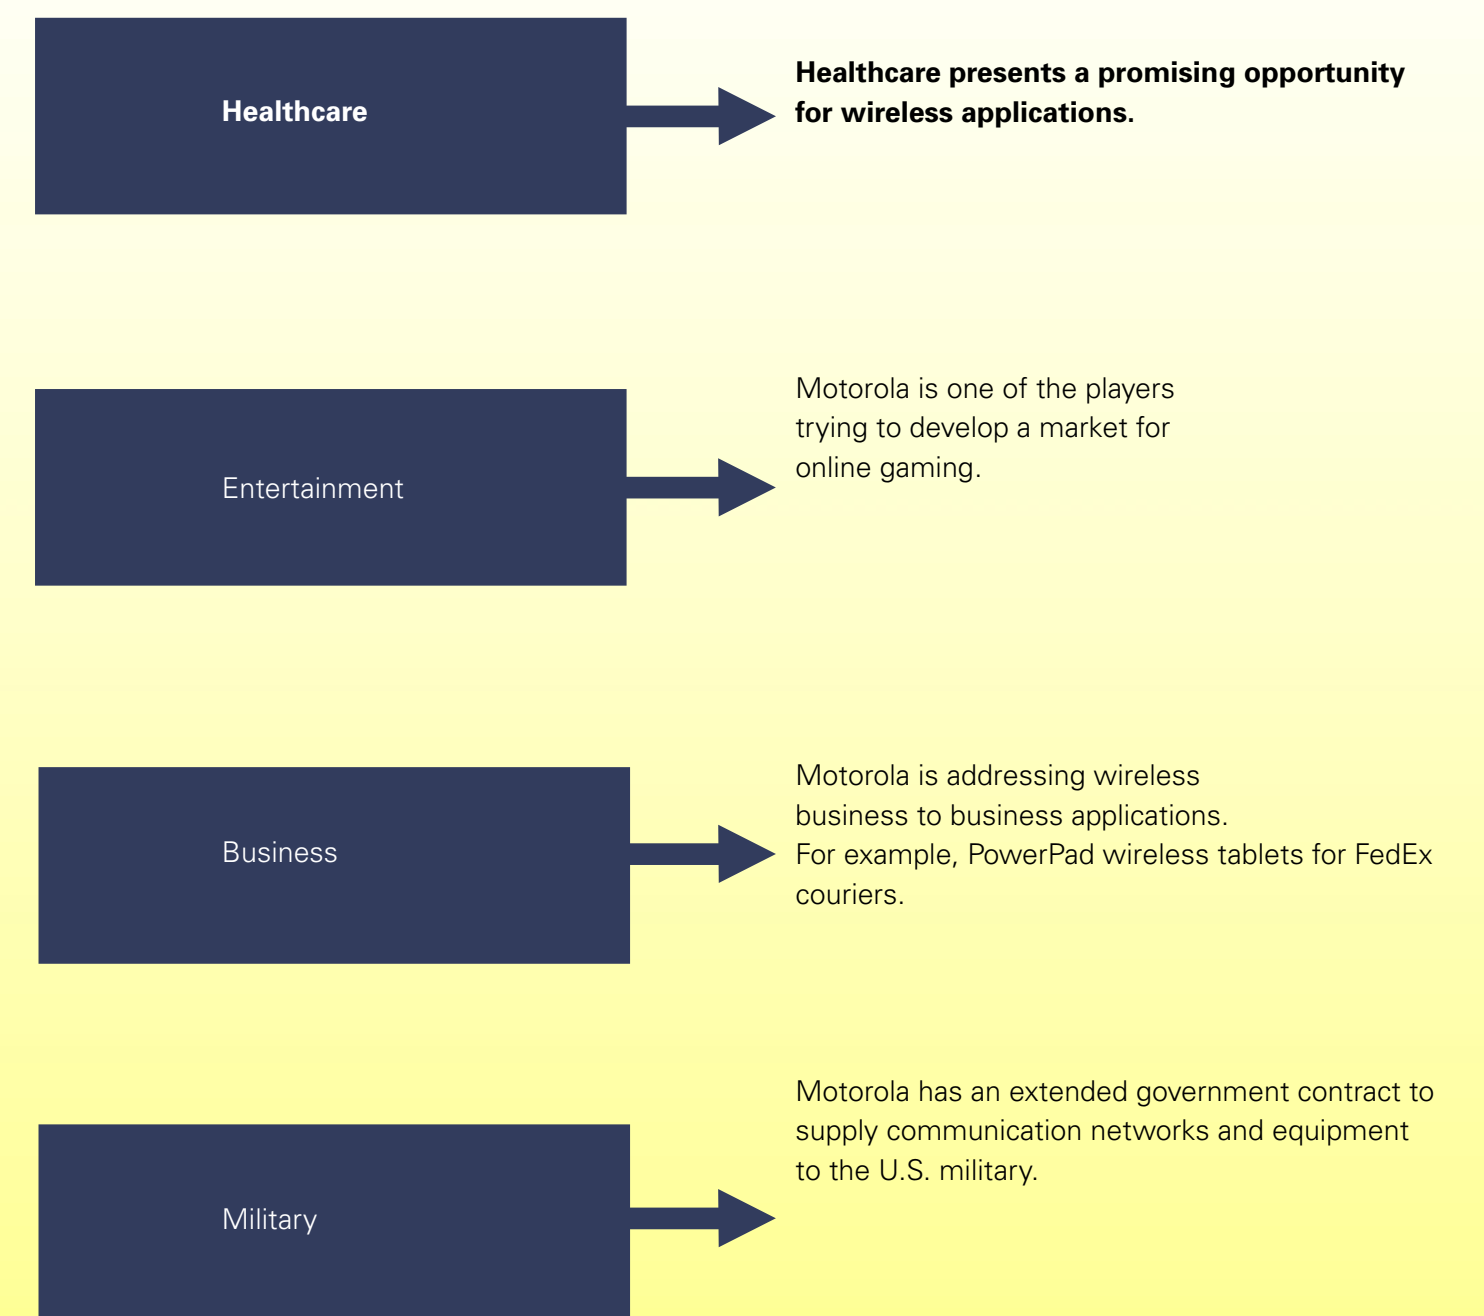 Healthcare
Healthcare presents a promising opportunity
for wireless applications.
Entertainment
Motorola is one of the players
trying to develop a market for
online gaming.
Business
Motorola is addressing wireless
business to business applications.
For example, PowerPad wireless tablets for FedEx
couriers.
Military
Motorola has an extended government contract to
supply communication networks and equipment
to the U.S. military.